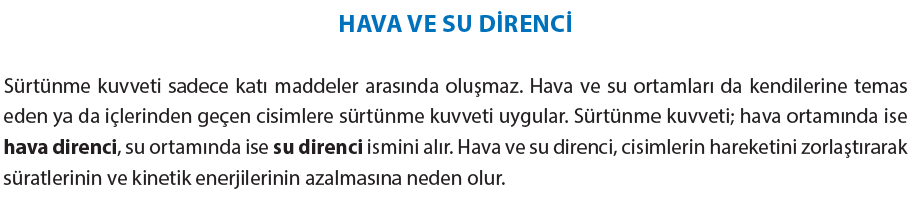 HAVA VE SU DİRENCİ
Sürtünme kuvveti sadece katı maddeler arasında oluşmaz. Hava ve su ortamları da kendilerine temas
eden ya da içlerinden geçen cisimlere sürtünme kuvveti uygular. Sürtünme kuvveti; hava ortamında ise
hava direnci, su ortamında ise su direnci ismini alır. Hava ve su direnci, cisimlerin hareketini zorlaştırarak
süratlerinin ve kinetik enerjilerinin azalmasına neden olur.